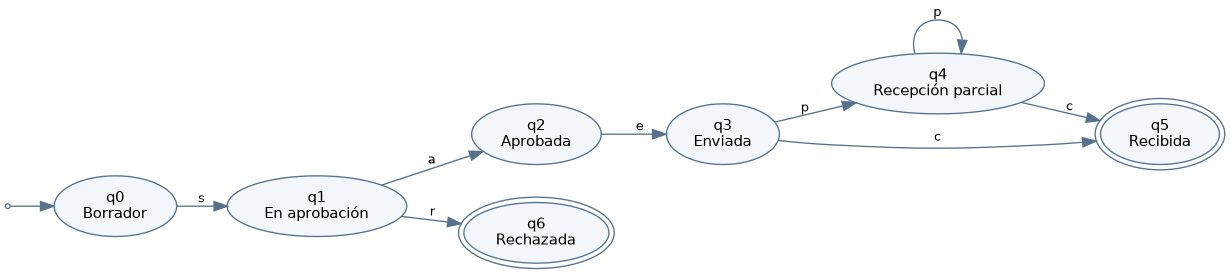 q0
Borrador
s
q1
En aprobación
a
r
q2
Aprobada
q6
Rechazada
e
q3
Enviada
p
c
p
q4
Recepción parcial
c
q5
Recibida